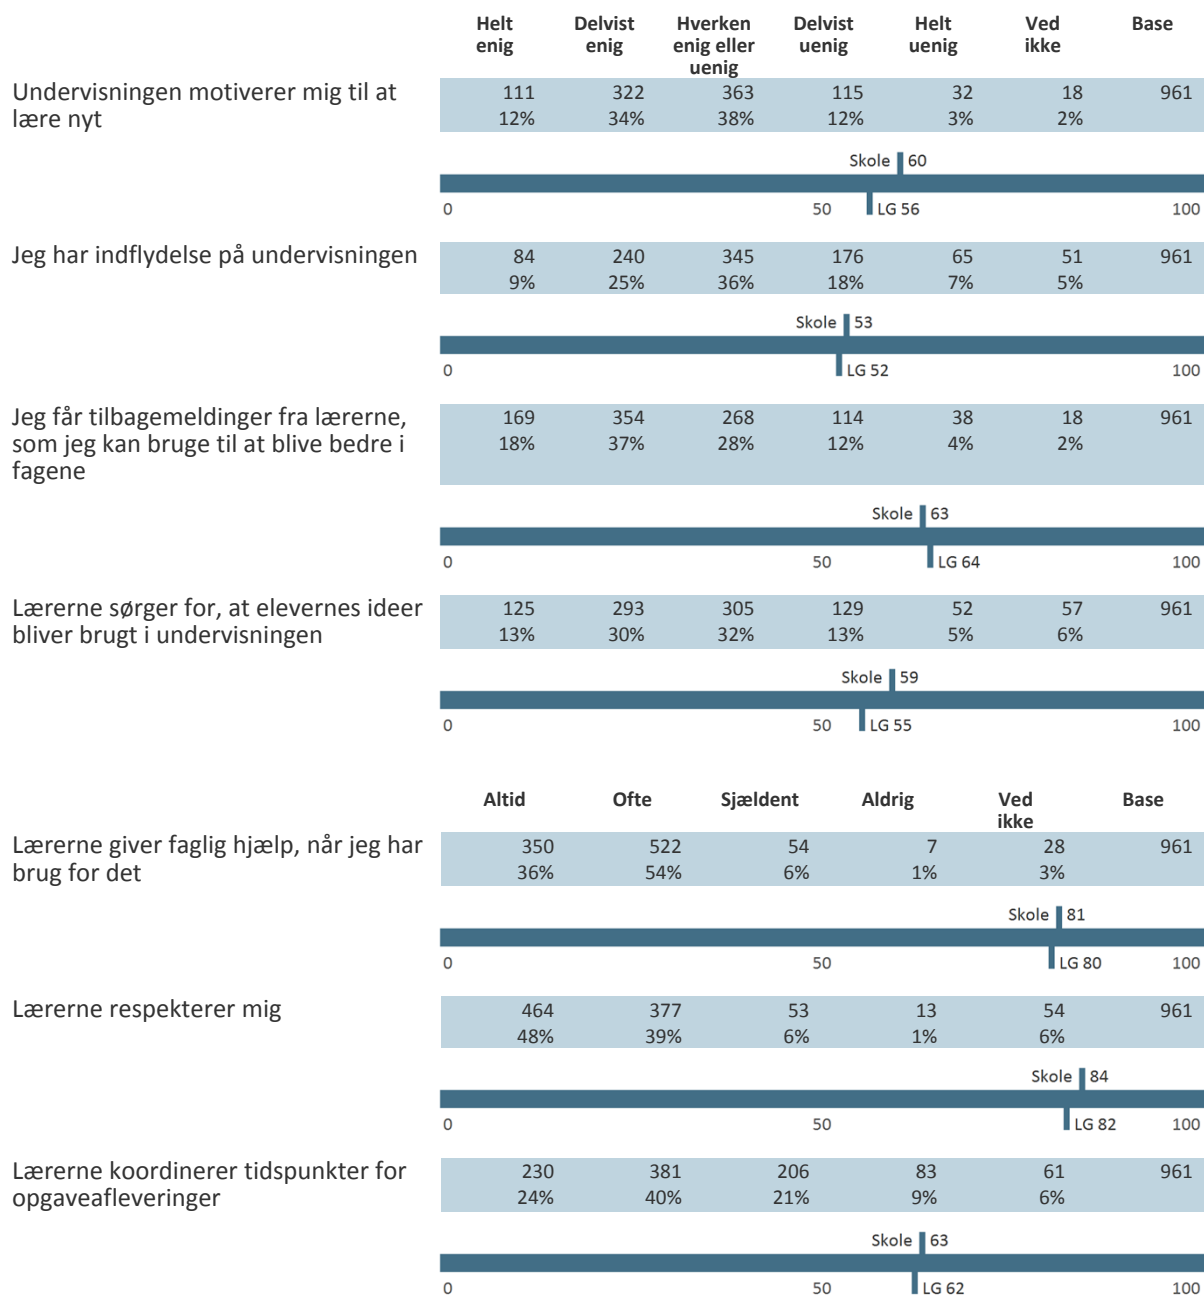 Helt enig Delvist enig Hverken enig eller uenig Delvist uenig Helt uenig Ved ikke Base
Undervisningen motiverer mig til at 111 322 363 115 32 18 961
lære nyt 12% 34% 38% 12% 3% 2%
Skole 60
0 50 LG 56 100
Jeg har indflydelse på undervisningen 84 240 345 176 65 51 961
9% 25% 36% 18% 7% 5%
Skole 53
0 LG 52 100
Jeg får tilbagemeldinger fra lærerne, 169 354 268 114 38 18 961
som jeg kan bruge til at blive bedre i 18% 37% 28% 12% 4% 2%
fagene
Skole 63
0 50 LG 64 100
Lærerne sørger for, at elevernes ideer 125 293 305 129 52 57 961
bliver brugt i undervisningen 13% 30% 32% 13% 5% 6%
Skole 59
0 50 LG 55 100
Altid Ofte Sjældent Aldrig Ved ikke Base
Lærerne giver faglig hjælp, når jeg har 350 522 54 7 28 961
brug for det 36% 54% 6% 1% 3%
Skole 81
0 50 LG 80 100
Lærerne respekterer mig 464 377 53 13 54 961
48% 39% 6% 1% 6%
Skole 84
0 50 LG 82 100
Lærerne koordinerer tidspunkter for 230 381 206 83 61 961
opgaveafleveringer 24% 40% 21% 9% 6%
Skole 63
0 50 LG 62 100